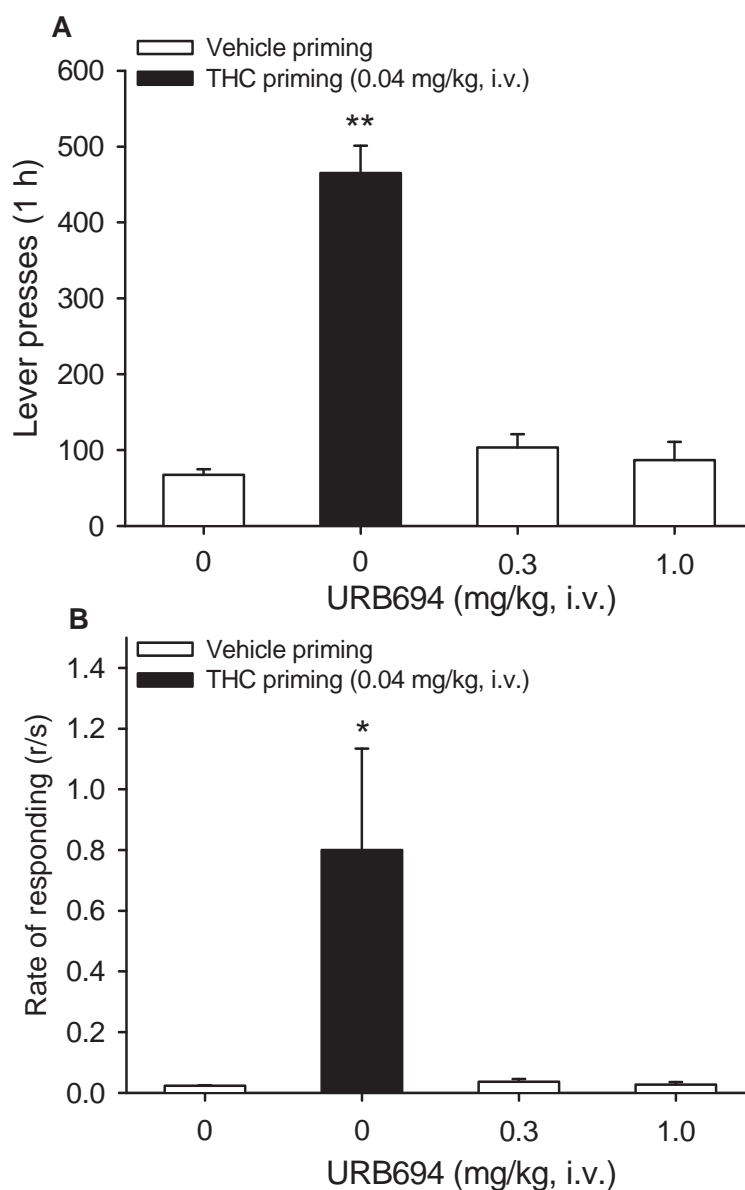 A
Vehicle priming
THC priming (0.04 mg/kg, i.v.)
600
500
400
300
200
100
0
Lever presses (1 h)
**
0 0 0.3 1.0
URB694 (mg/kg, i.v.)
B
Vehicle priming
THC priming (0.04 mg/kg, i.v.)
1.4
1.2
1.0
0.8
0.6
0.4
0.2
0.0
Rate of responding (r/s)
*
0 0 0.3 1.0
URB694 (mg/kg, i.v.)